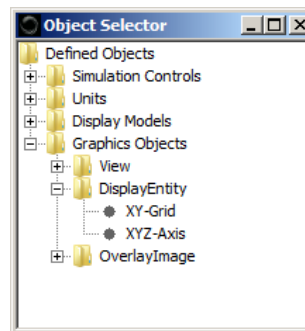 Object Selector
Defined Objects
Simulation Controls
Units
Display Models
Graphics Objects
View
DisplayEntity
XY-Grid
XYZ-Axis
OverlayImage